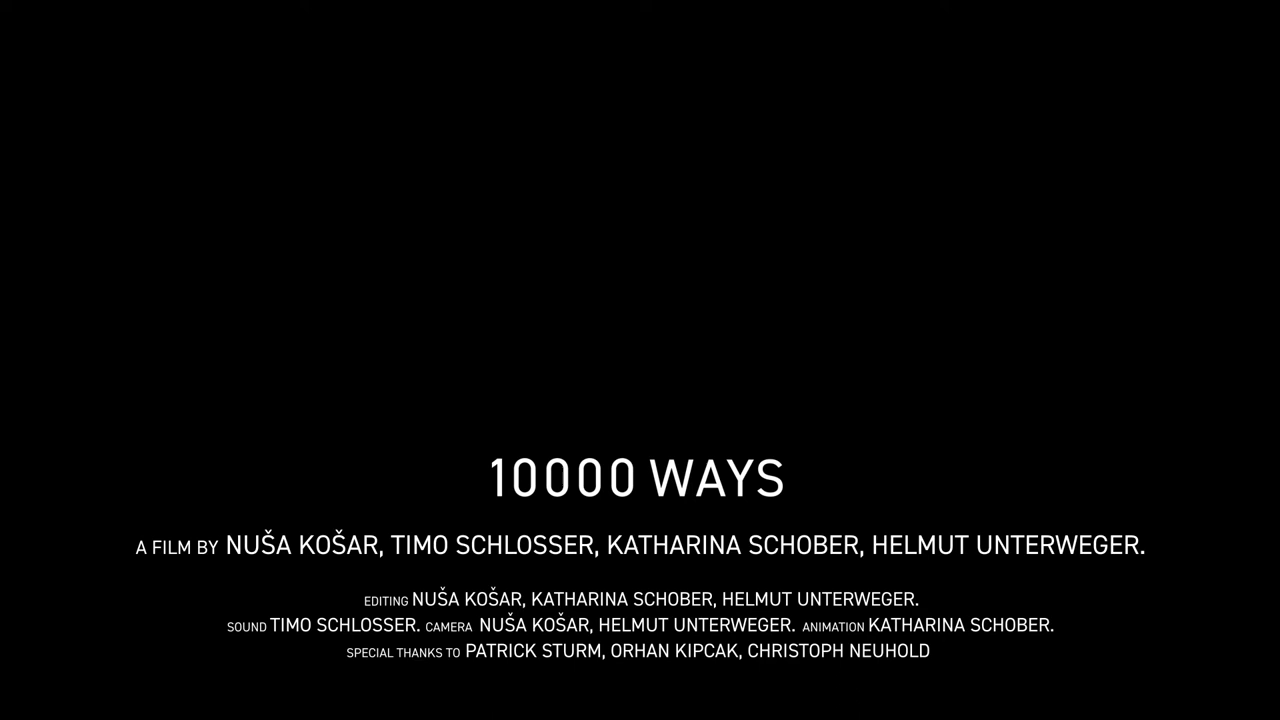 10000 WAYS
A FILM BY NUŠA KOŠAR, TIMO SCHLOSSER, KATHARINA SCHOBER, HELMUT UNTERWEGER.
EDITING NUŠA KOŠAR, KATHARINA SCHOBER, HELMUT UNTERWEGER.
SOUND TIMO SCHLOSSER. CAMERA NUŠA KOŠAR, HELMUT UNTERWEGER. ANIMATION KATHARINA SCHOBER.
SPECIAL THANKS TO PATRICK STURM, ORHAN KIPCAK, CHRISTOPH NEUHOLD